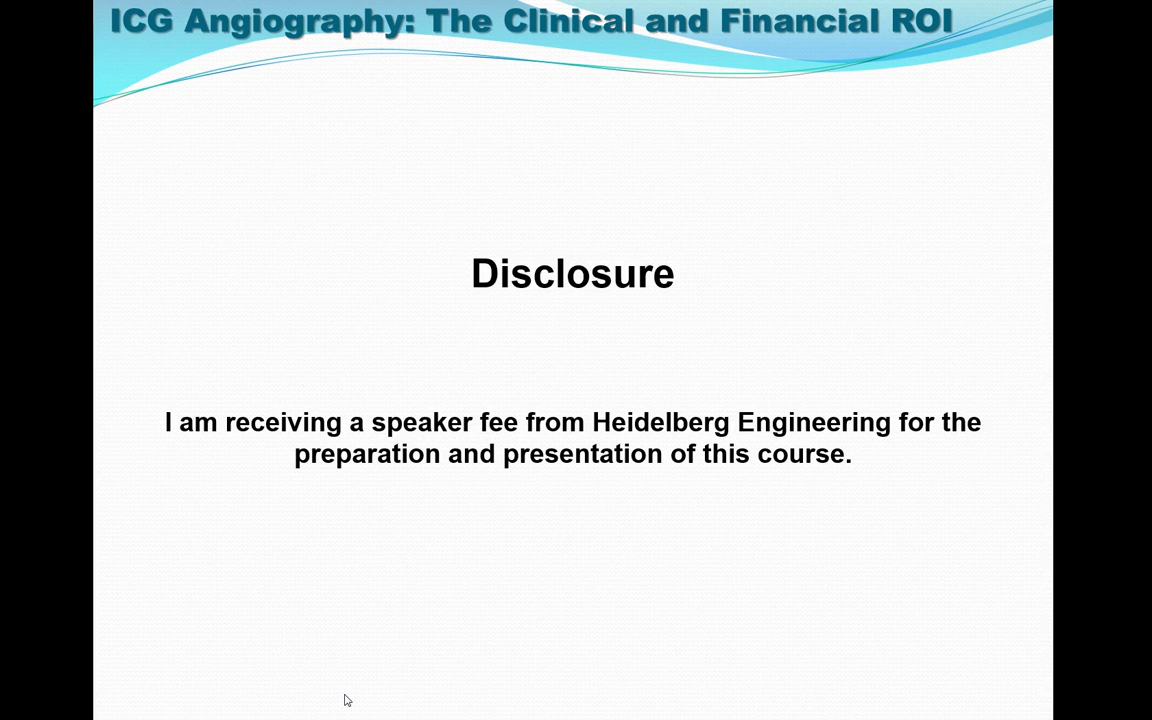 ICG Angiography: The Clinical and Financial ROI
Disclosure
I am receiving a speaker fee from Heidelberg Engineering for the
preparation and presentation of this course.